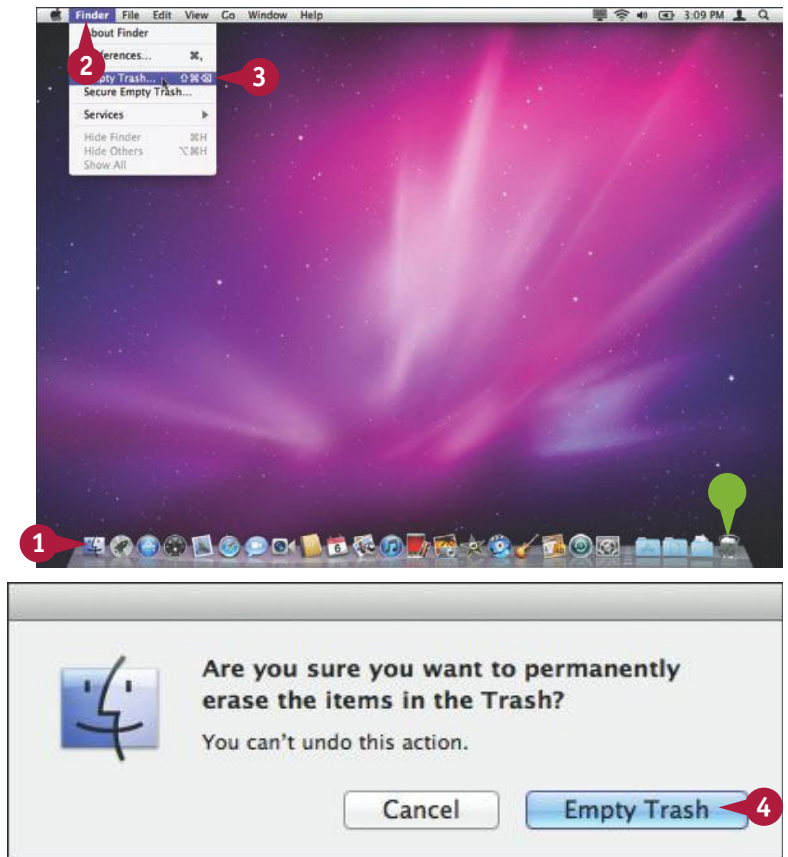 Finder File Edit View Go Window Help 3:09 PM
About Finder
Preferences... ⌘,
2
Empty Trash... ⇧⌘⌫
3
Secure Empty Trash...
Services ▶
Hide Finder ⌘H
Hide Others ⌥⌘H
Show All
1
6
Are you sure you want to permanently
erase the items in the Trash?
You can't undo this action.
Cancel Empty Trash 4